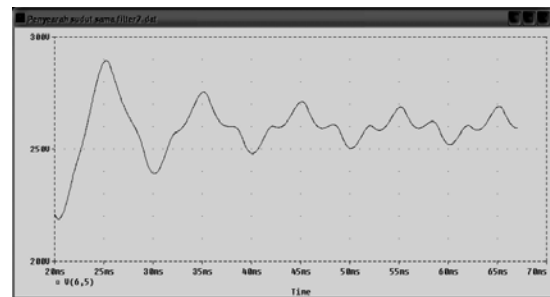 Penyearah sudut sama filter2.dat
300V
250V
200V
20ms 25ms 30ms 35ms 40ms 45ms 50ms 55ms 60ms 65ms 70ms
V(6,5)
Time